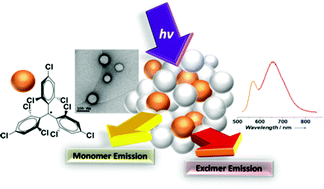 hν
Cl
Cl
Cl
Cl
Cl
Cl
Cl
Cl
Cl
Monomer Emission
Excimer Emission
500 600 700 800
Wavelength / nm